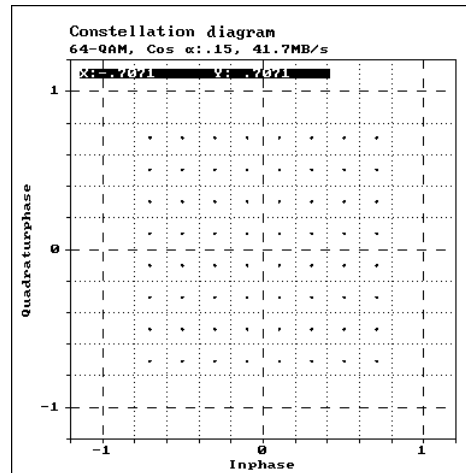 Constellation diagram
64-QAM, Cos α:.15, 41.7MB/s
X:-.7071 Y: .7071
1
Quadraturphase
0
-1
-1 0 1
Inphase